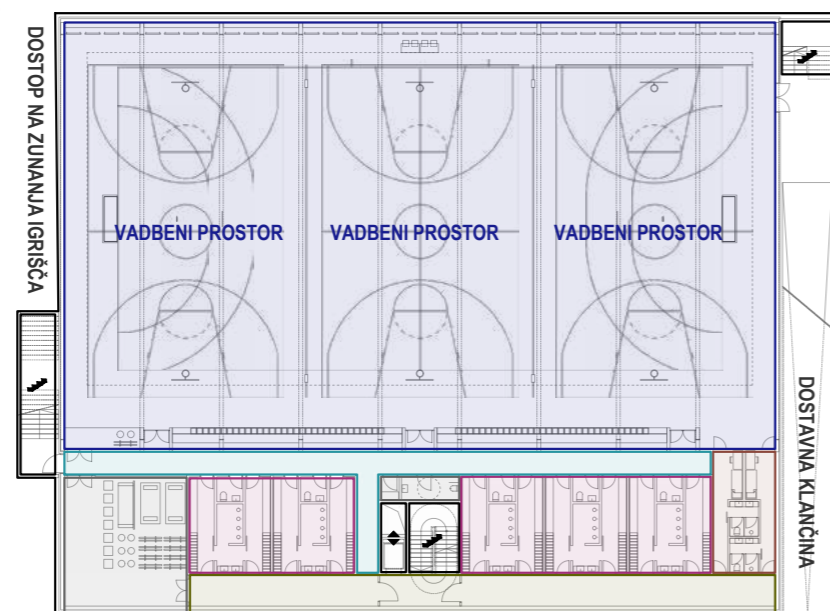 DOSTOP NA ZUNANJA IGRIŠČA
VADBENI PROSTOR
VADBENI PROSTOR
VADBENI PROSTOR
DOSTAVNA KLANČINA